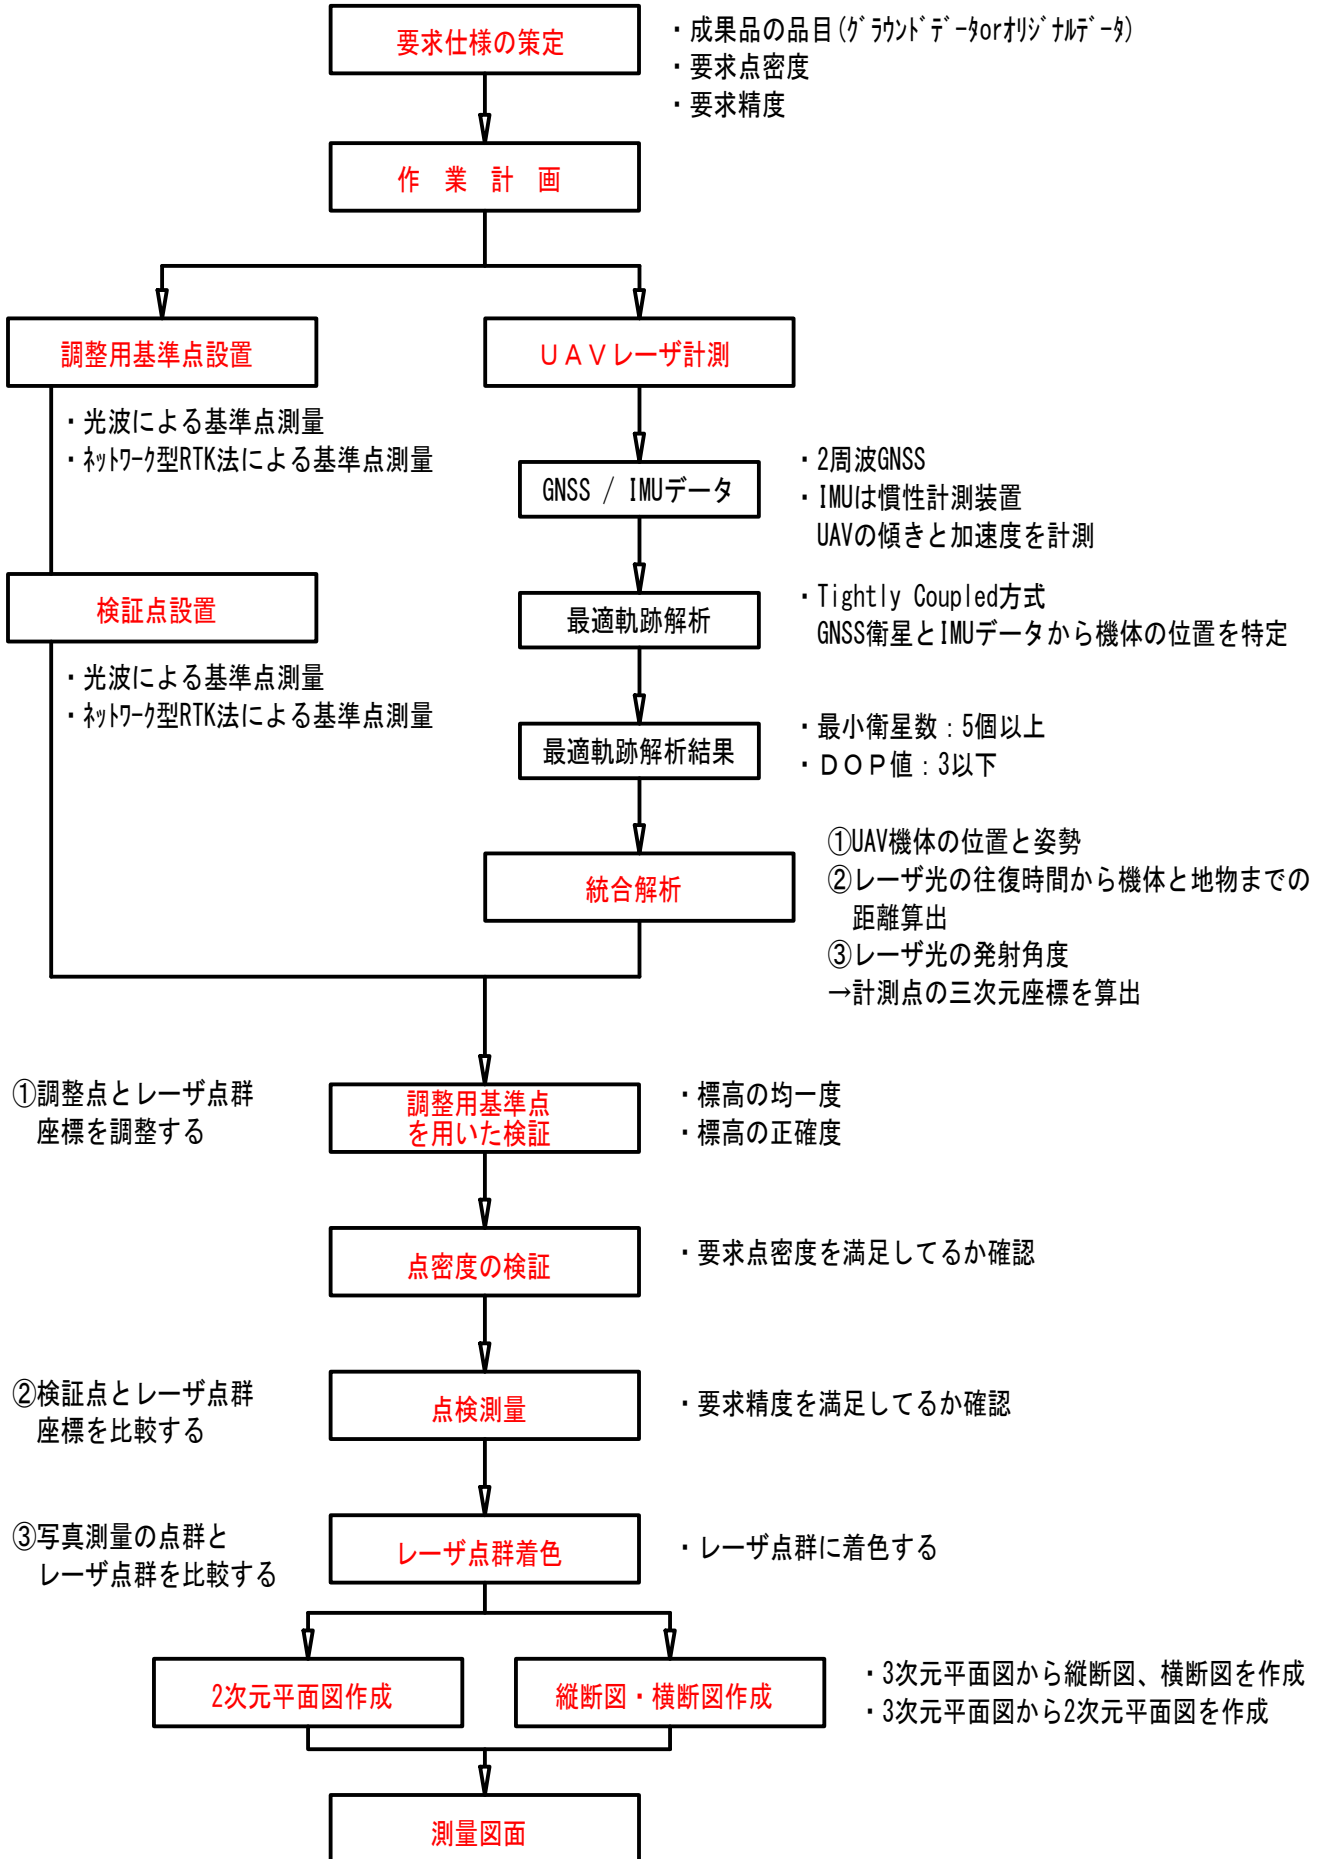 要求仕様の策定
・成果品の品目(ｸﾞﾗｳﾝﾄﾞﾃﾞｰﾀorｵﾘｼﾞﾅﾙﾃﾞｰﾀ)
・要求点密度
・要求精度
作 業 計 画
調整用基準点設置
・光波による基準点測量
・ﾈｯﾄﾜｰｸ型RTK法による基準点測量
検証点設置
・光波による基準点測量
・ﾈｯﾄﾜｰｸ型RTK法による基準点測量
ＵＡＶレーザ計測
GNSS / IMUデータ
・2周波GNSS
・IMUは慣性計測装置
UAVの傾きと加速度を計測
最適軌跡解析
・Tightly Coupled方式
GNSS衛星とIMUデータから機体の位置を特定
最適軌跡解析結果
・最小衛星数：5個以上
・ＤＯＰ値：3以下
統合解析
①UAV機体の位置と姿勢
②レーザ光の往復時間から機体と地物までの
距離算出
③レーザ光の発射角度
→計測点の三次元座標を算出
①調整点とレーザ点群
座標を調整する
調整用基準点
を用いた検証
・標高の均一度
・標高の正確度
点密度の検証
・要求点密度を満足してるか確認
②検証点とレーザ点群
座標を比較する
点検測量
・要求精度を満足してるか確認
③写真測量の点群と
レーザ点群を比較する
レーザ点群着色
・レーザ点群に着色する
2次元平面図作成
縦断図・横断図作成
・3次元平面図から縦断図、横断図を作成
・3次元平面図から2次元平面図を作成
測量図面